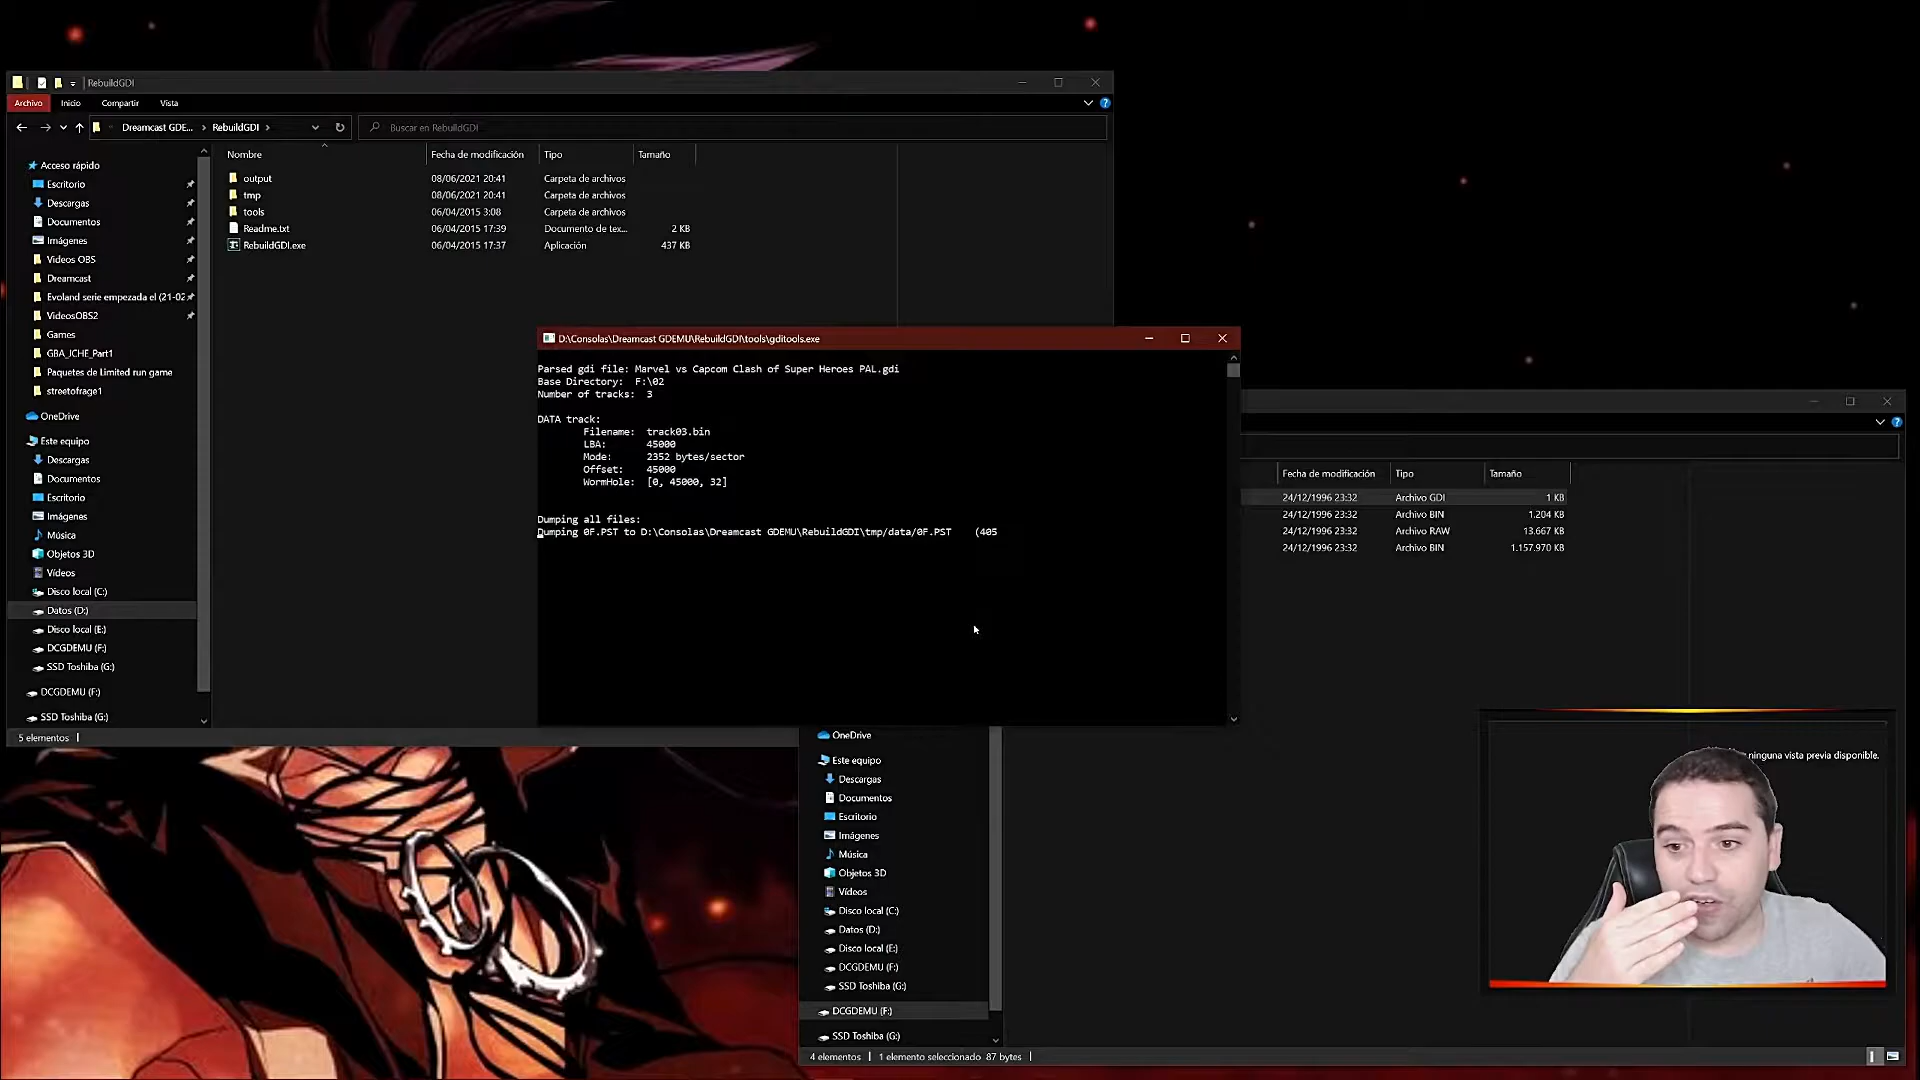 RebuildGDI
Archivo Inicio Compartir Vista
Dreamcast GDE... > RebuildGDI >
Buscar en RebuildGDI
Nombre Fecha de modificación Tipo Tamaño
output 08/06/2021 20:41 Carpeta de archivos
tmp 08/06/2021 20:41 Carpeta de archivos
tools 06/04/2015 3:08 Carpeta de archivos
Readme.txt 06/04/2015 17:39 Documento de tex... 2 KB
RebuildGDI.exe 06/04/2015 17:37 Aplicación 437 KB
Acceso rápido
Escritorio
Descargas
Documentos
Imágenes
Videos OBS
Dreamcast
Evoland serie empezada el (21-02
VideosOBS2
Games
GBA_JCHE_Part1
Paquetes de Limited run game
streetofrage1
OneDrive
Este equipo
Descargas
Documentos
Escritorio
Imágenes
Música
Objetos 3D
Vídeos
Disco local (C:)
Datos (D:)
Disco local (E:)
DCGDEMU (F:)
SSD Toshiba (G:)
DCGDEMU (F:)
SSD Toshiba (G:)
5 elementos
D:\Consolas\Dreamcast GDEMU\RebuildGDI\tools\gditools.exe
Parsed gdi file: Marvel vs Capcom Clash of Super Heroes PAL.gdi
Base Directory: F:\02
Number of tracks: 3
DATA track:
Filename: track03.bin
LBA: 45000
Mode: 2352 bytes/sector
Offset: 45000
WormHole: [0, 45000, 32]
Dumping all files:
Dumping 0F.PST to D:\Consolas\Dreamcast GDEMU\RebuildGDI\tmp/data/0F.PST (405
Fecha de modificación Tipo Tamaño
24/12/1996 23:32 Archivo GDI 1 KB
24/12/1996 23:32 Archivo BIN 1.204 KB
24/12/1996 23:32 Archivo RAW 13.667 KB
24/12/1996 23:32 Archivo BIN 1.157.970 KB
OneDrive
Este equipo
Descargas
Documentos
Escritorio
Imágenes
Música
Objetos 3D
Vídeos
Disco local (C:)
Datos (D:)
Disco local (E:)
DCGDEMU (F:)
SSD Toshiba (G:)
DCGDEMU (F:)
SSD Toshiba (G:)
ninguna vista previa disponible.
4 elementos 1 elemento seleccionado 87 bytes